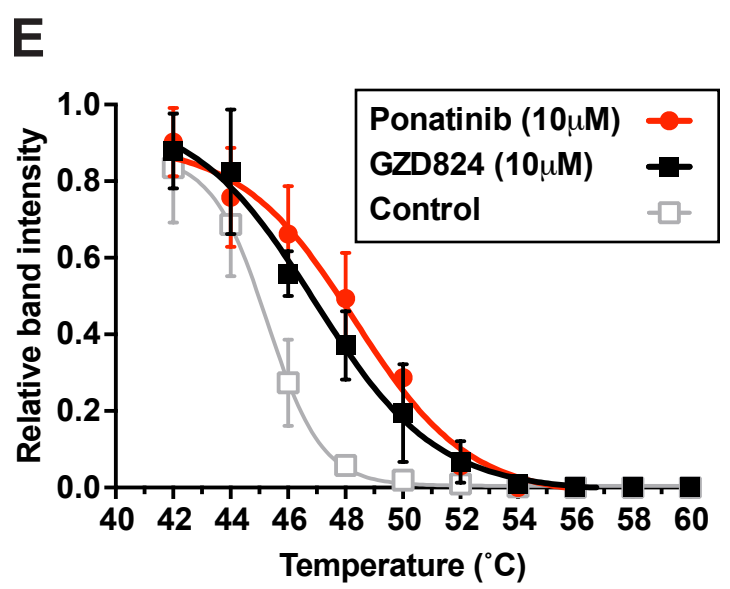 E
Ponatinib (10μM)
GZD824 (10μM)
Control
Relative band intensity
1.0
0.8
0.6
0.4
0.2
0.0
40 42 44 46 48 50 52 54 56 58 60
Temperature (˚C)